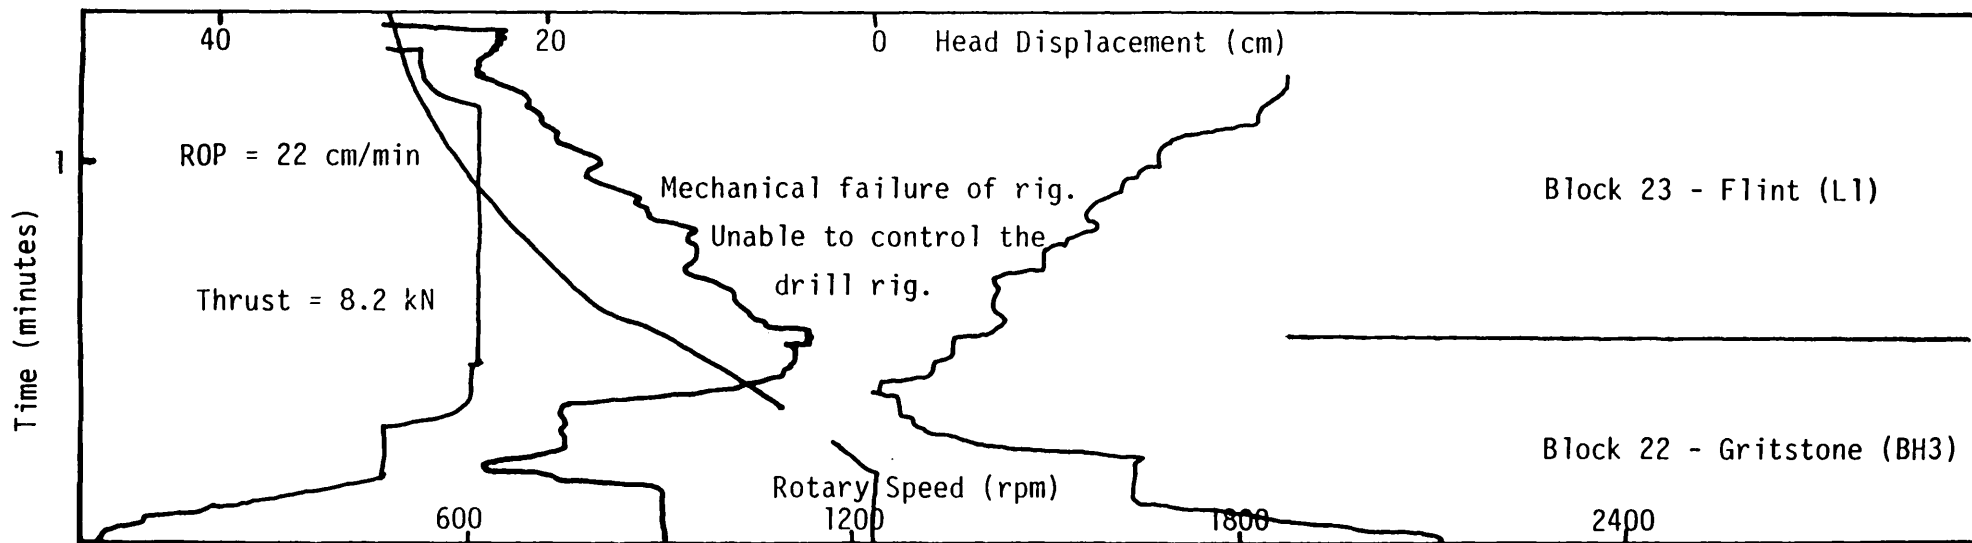 40 20 0 Head Displacement (cm)
1
ROP = 22 cm/min
Mechanical failure of rig.
Unable to control the
drill rig.
Block 23 - Flint (L1)
Time (minutes)
Thrust = 8.2 kN
Block 22 - Gritstone (BH3)
Rotary Speed (rpm)
600 1200 1800 2400